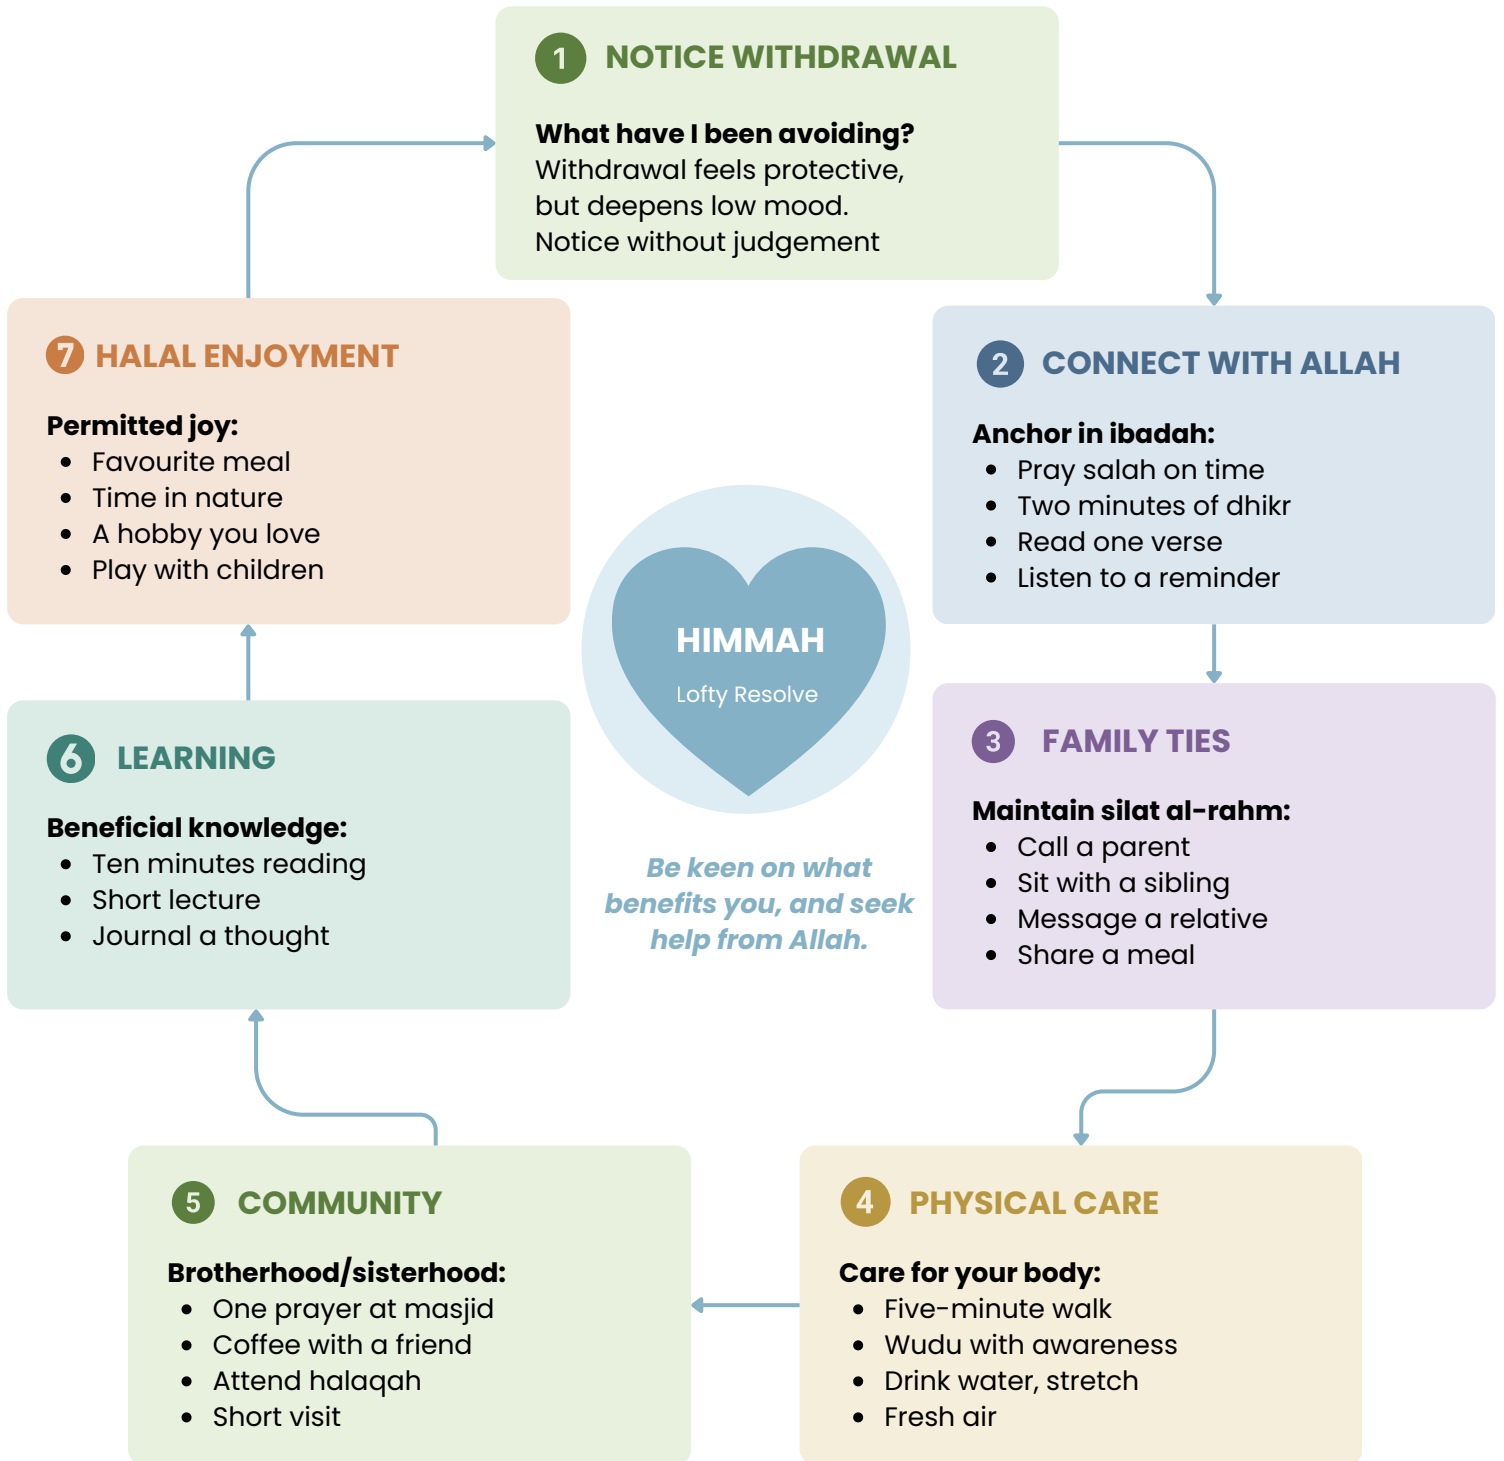 1 NOTICE WITHDRAWAL
What have I been avoiding?
Withdrawal feels protective,
but deepens low mood.
Notice without judgement
2 CONNECT WITH ALLAH
Anchor in ibadah:
• Pray salah on time
• Two minutes of dhikr
• Read one verse
• Listen to a reminder
3 FAMILY TIES
Maintain silat al-rahm:
• Call a parent
• Sit with a sibling
• Message a relative
• Share a meal
4 PHYSICAL CARE
Care for your body:
• Five-minute walk
• Wudu with awareness
• Drink water, stretch
• Fresh air
5 COMMUNITY
Brotherhood/sisterhood:
• One prayer at masjid
• Coffee with a friend
• Attend halaqah
• Short visit
6 LEARNING
Beneficial knowledge:
• Ten minutes reading
• Short lecture
• Journal a thought
7 HALAL ENJOYMENT
Permitted joy:
• Favourite meal
• Time in nature
• A hobby you love
• Play with children
HIMMAH
Lofty Resolve
Be keen on what
benefits you, and seek
help from Allah.